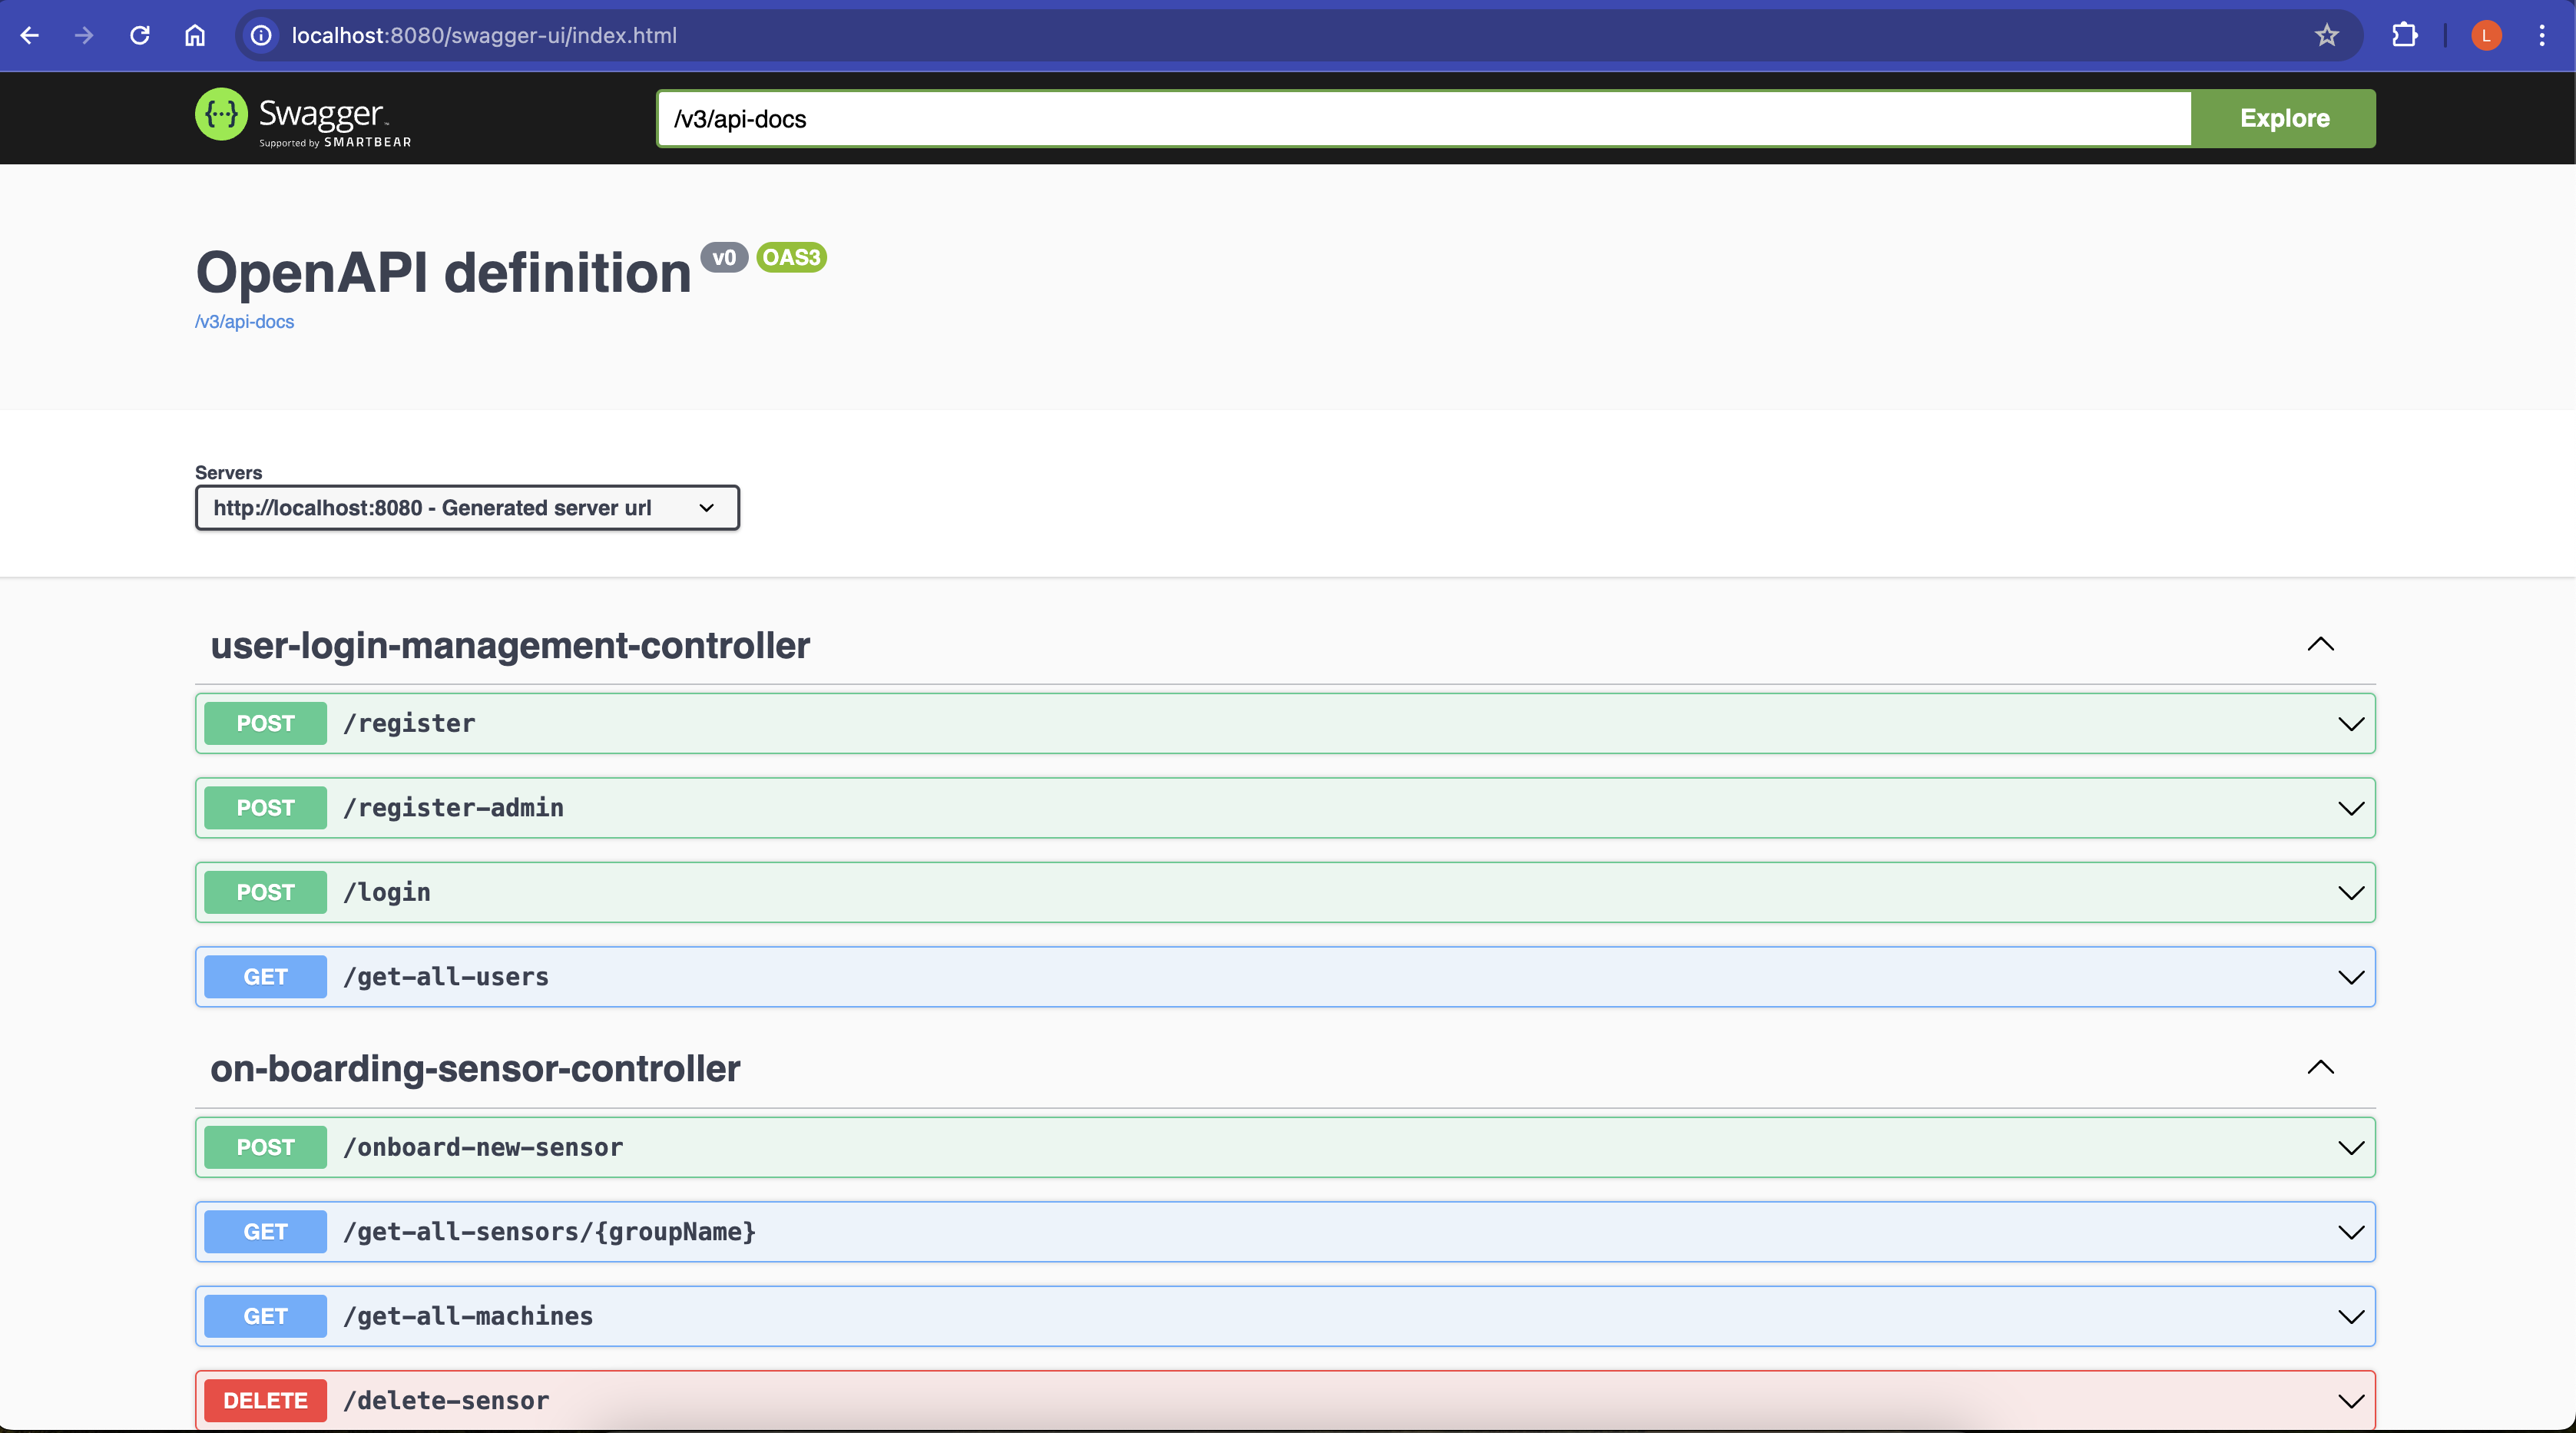 localhost:8080/swagger-ui/index.html
L
{···} Swagger™
Supported by SMARTBEAR
/v3/api-docs
Explore
OpenAPI definition v0 OAS3
/v3/api-docs
Servers
http://localhost:8080 - Generated server url
user-login-management-controller
POST /register
POST /register-admin
POST /login
GET /get-all-users
on-boarding-sensor-controller
POST /onboard-new-sensor
GET /get-all-sensors/{groupName}
GET /get-all-machines
DELETE /delete-sensor